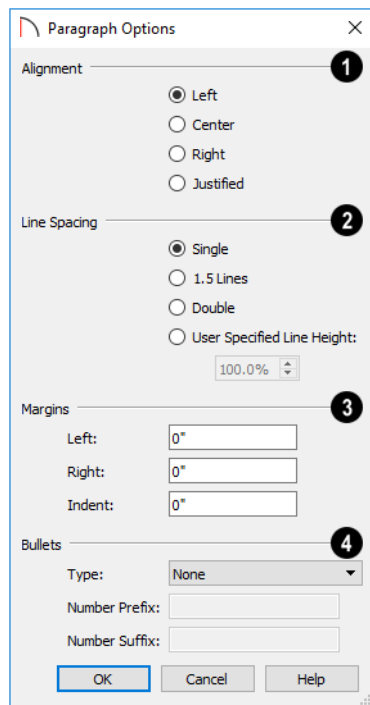 Paragraph Options
Alignment 1
Left
Center
Right
Justified
Line Spacing 2
Single
1.5 Lines
Double
User Specified Line Height:
100.0%
Margins 3
Left: 0"
Right: 0"
Indent: 0"
Bullets 4
Type: None
Number Prefix:
Number Suffix:
OK Cancel Help